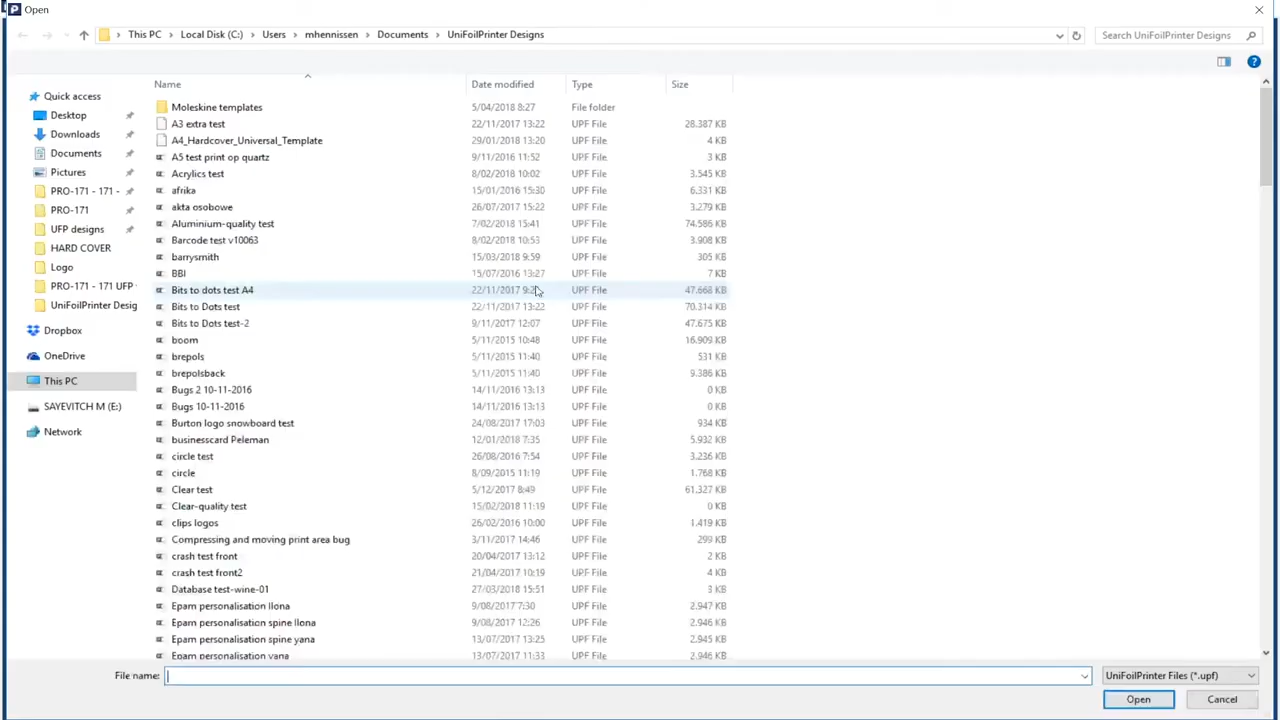 Open
This PC > Local Disk (C:) > Users > mhennissen > Documents > UniFoilPrinter Designs
Search UniFoilPrinter Designs
Name Date modified Type Size
Quick access
Desktop
Downloads
Documents
Pictures
PRO-171 - 171 -
PRO-171
UFP designs
HARD COVER
Logo
PRO-171 - 171 UFP
UniFoilPrinter Desig
Dropbox
OneDrive
This PC
SAYEVITCH M (E:)
Network
Moleskine templates 5/04/2018 8:27 File folder
A3 extra test 22/11/2017 13:22 UPF File 28.387 KB
A4_Hardcover_Universal_Template 29/01/2018 13:20 UPF File 4 KB
A5 test print op quartz 9/11/2016 11:52 UPF File 3 KB
Acrylics test 8/02/2018 10:02 UPF File 3.545 KB
afrika 15/01/2016 15:30 UPF File 6.331 KB
akta osobowe 26/07/2017 15:22 UPF File 3.279 KB
Aluminium-quality test 7/02/2018 15:41 UPF File 74.586 KB
Barcode test v10063 8/02/2018 10:53 UPF File 3.908 KB
barrysmith 15/03/2018 9:59 UPF File 305 KB
BBI 15/07/2016 13:27 UPF File 7 KB
Bits to dots test A4 22/11/2017 UPF File 47.668 KB
Bits to Dots test 22/11/2017 13:22 UPF File 70.314 KB
Bits to Dots test-2 9/11/2017 12:07 UPF File 47.675 KB
boom 5/11/2015 10:48 UPF File 16.909 KB
brepols 5/11/2015 11:40 UPF File 531 KB
brepolsback 5/11/2015 11:40 UPF File 9.386 KB
Bugs 2 10-11-2016 14/11/2016 13:13 UPF File 0 KB
Bugs 10-11-2016 14/11/2016 13:13 UPF File 0 KB
Burton logo snowboard test 24/08/2017 17:03 UPF File 934 KB
businesscard Peleman 12/01/2018 7:35 UPF File 5.932 KB
circle test 26/08/2016 7:54 UPF File 3.236 KB
circle 8/09/2015 11:19 UPF File 1.768 KB
Clear test 5/12/2017 8:49 UPF File 61.327 KB
Clear-quality test 15/02/2018 11:19 UPF File 0 KB
clips logos 26/02/2016 10:00 UPF File 1.419 KB
Compressing and moving print area bug 3/11/2017 14:46 UPF File 299 KB
crash test front 20/04/2017 13:12 UPF File 2 KB
crash test front2 21/04/2017 10:19 UPF File 4 KB
Database test-wine-01 27/03/2018 15:51 UPF File 3 KB
Epam personalisation Ilona 9/08/2017 7:30 UPF File 2.947 KB
Epam personalisation spine Ilona 9/08/2017 12:26 UPF File 2.946 KB
Epam personalisation spine yana 13/07/2017 13:25 UPF File 2.945 KB
Epam personalisation yana 13/07/2017 11:33 UPF File 2.946 KB
File name: UniFoilPrinter Files (*.upf)
Open Cancel